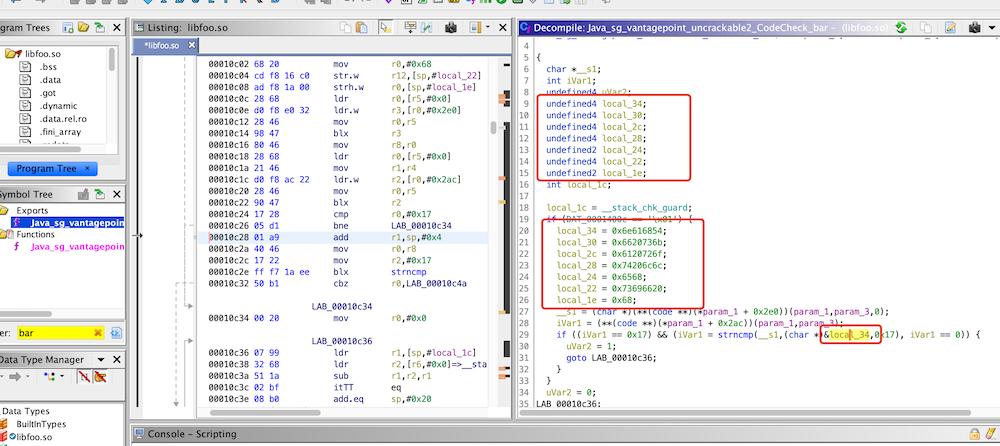 rogram Trees
libfoo.so
.bss
.data
.got
.dynamic
.data.rel.ro
.fini_array
Program Tree ×
Symbol Tree
Exports
Java_sg_vantagepoint
Functions
Java_sg_vantagepoint
er: bar
Data Type Manager
Data Types
BuiltInTypes
libfoo.so
Listing: libfoo.so
*libfoo.so ×
00010c02 68 20 mov r0,#0x68
00010c04 cd f8 16 c0 str.w r12,[sp,#local_22]
00010c08 ad f8 1a 00 strh.w r0,[sp,#local_1e]
00010c0c 28 68 ldr r0,[r5,#0x0]
00010c0e d0 f8 e0 32 ldr.w r3,[r0,#0x2e0]
00010c12 28 46 mov r0,r5
00010c14 98 47 blx r3
00010c16 80 46 mov r8,r0
00010c18 28 68 ldr r0,[r5,#0x0]
00010c1a 21 46 mov r1,r4
00010c1c d0 f8 ac 22 ldr.w r2,[r0,#0x2ac]
00010c20 28 46 mov r0,r5
00010c22 90 47 blx r2
00010c24 17 28 cmp r0,#0x17
00010c26 05 d1 bne LAB_00010c34
00010c28 01 a9 add r1,sp,#0x4
00010c2a 40 46 mov r0,r8
00010c2c 17 22 mov r2,#0x17
00010c2e ff f7 1a ee blx strncmp
00010c32 50 b1 cbz r0,LAB_00010c4a
LAB_00010c34
00010c34 00 20 mov r0,#0x0
LAB_00010c36
00010c36 07 99 ldr r1,[sp,#local_1c]
00010c38 32 68 ldr r2,[r6,#0x0]=>__sta
00010c3a 51 1a sub r1,r2,r1
00010c3c 02 bf itTT eq
00010c3e 08 b0 add.eq sp,#0x20
Decompile: Java_sg_vantagepoint_uncrackable2_CodeCheck_bar – (libfoo.so)
4
5 {
6 char *__s1;
7 int iVar1;
8 undefined4 uVar2;
9 undefined4 local_34;
10 undefined4 local_30;
11 undefined4 local_2c;
12 undefined4 local_28;
13 undefined2 local_24;
14 undefined4 local_22;
15 undefined2 local_1e;
16 int local_1c;
17
18 local_1c = __stack_chk_guard;
19 if (DAT_0001400c == '\x01') {
20 local_34 = 0x6e616854;
21 local_30 = 0x6620736b;
22 local_2c = 0x6120726f;
23 local_28 = 0x74206c6c;
24 local_24 = 0x6568;
25 local_22 = 0x73696620;
26 local_1e = 0x68;
27 __s1 = (char *)(**(code **)(*param_1 + 0x2e0))(param_1,param_3,0);
28 iVar1 = (**(code **)(*param_1 + 0x2ac))(param_1,param_3);
29 if ((iVar1 == 0x17) && (iVar1 = strncmp(__s1,(char *)&local_34,0x17), iVar1 == 0)) {
30 uVar2 = 1;
31 goto LAB_00010c36;
32 }
33 }
34 uVar2 = 0;
35 LAB_00010c36:
Console – Scripting